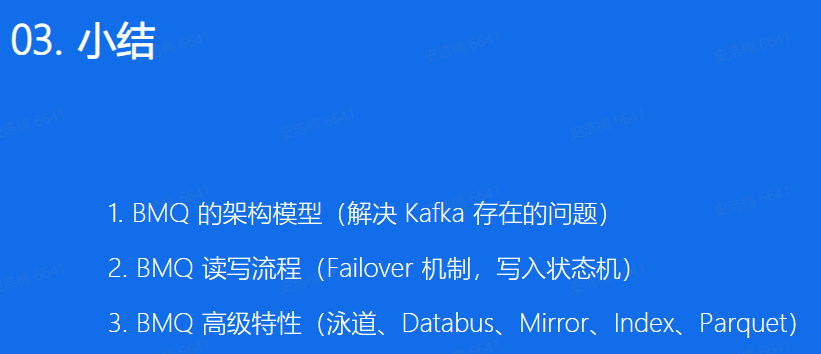 03. 小结
1. BMQ 的架构模型（解决 Kafka 存在的问题）
2. BMQ 读写流程（Failover 机制，写入状态机）
3. BMQ 高级特性（泳道、Databus、Mirror、Index、Parquet）